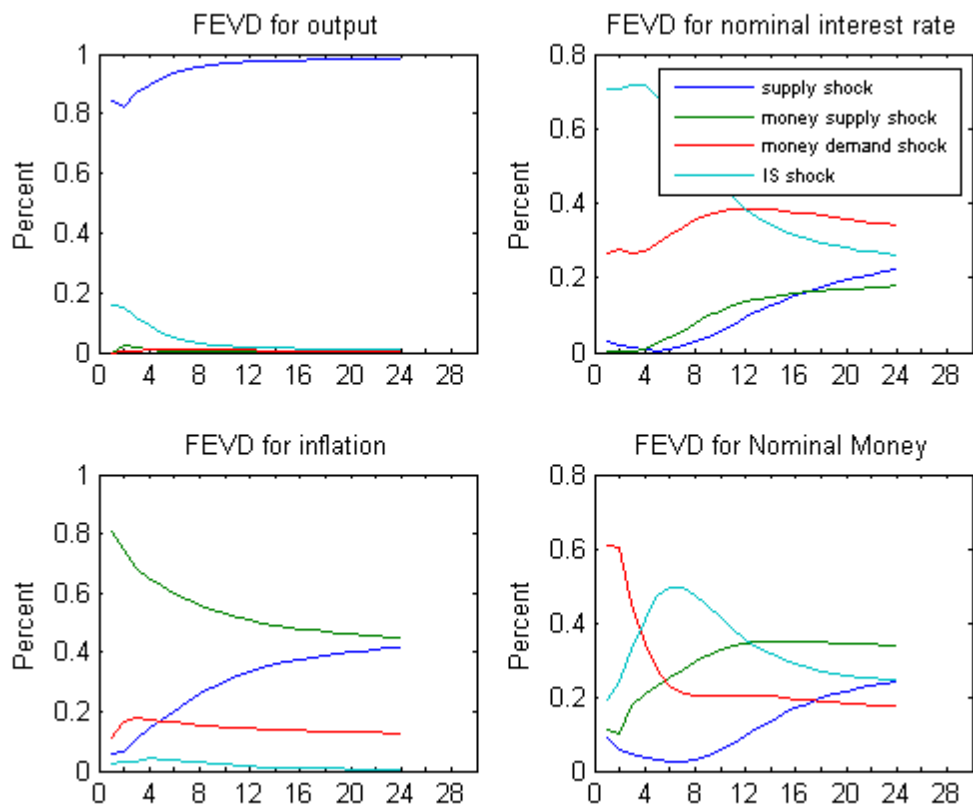 FEVD for output
FEVD for nominal interest rate
1
0.8
0.6
0.4
0.2
0
Percent
0 4 8 12 16 20 24 28
0.8
0.6
0.4
0.2
0
Percent
0 4 8 12 16 20 24 28
supply shock
money supply shock
money demand shock
IS shock
FEVD for inflation
FEVD for Nominal Money
1
0.8
0.6
0.4
0.2
0
Percent
0 4 8 12 16 20 24 28
0.8
0.6
0.4
0.2
0
Percent
0 4 8 12 16 20 24 28